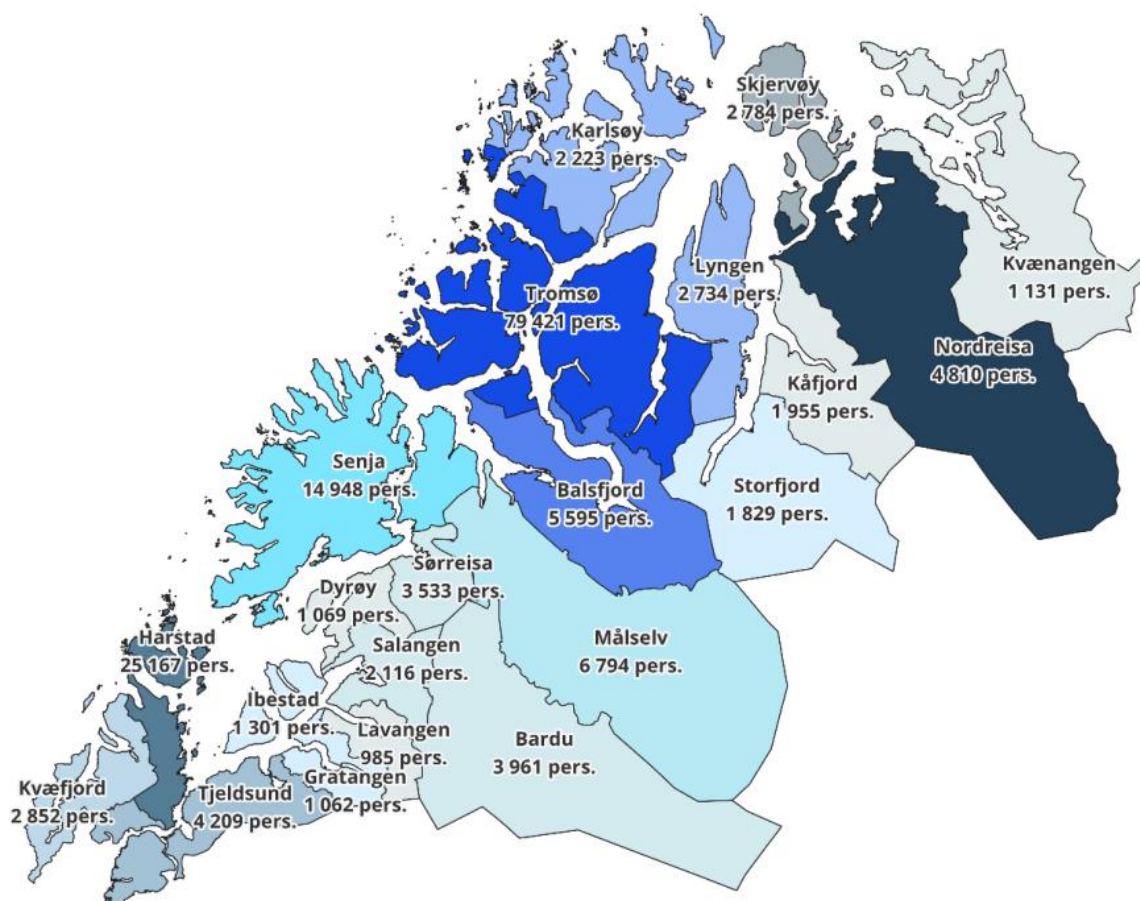 Skjervøy
2 784 pers.
Karlsøy
2 223 pers.
Kvænangen
1 131 pers.
Lyngen
2 734 pers.
Tromsø
79 421 pers.
Nordreisa
4 810 pers.
Kåfjord
1 955 pers.
Senja
14 948 pers.
Balsfjord
5 595 pers.
Storfjord
1 829 pers.
Sørreisa
3 533 pers.
Dyrøy
1 069 pers.
Harstad
25 167 pers.
Salangen
2 116 pers.
Målselv
6 794 pers.
Ibestad
1 301 pers.
Lavangen
985 pers.
Bardu
3 961 pers.
Gratangen
1 062 pers.
Kvæfjord
2 852 pers.
Tjeldsund
4 209 pers.